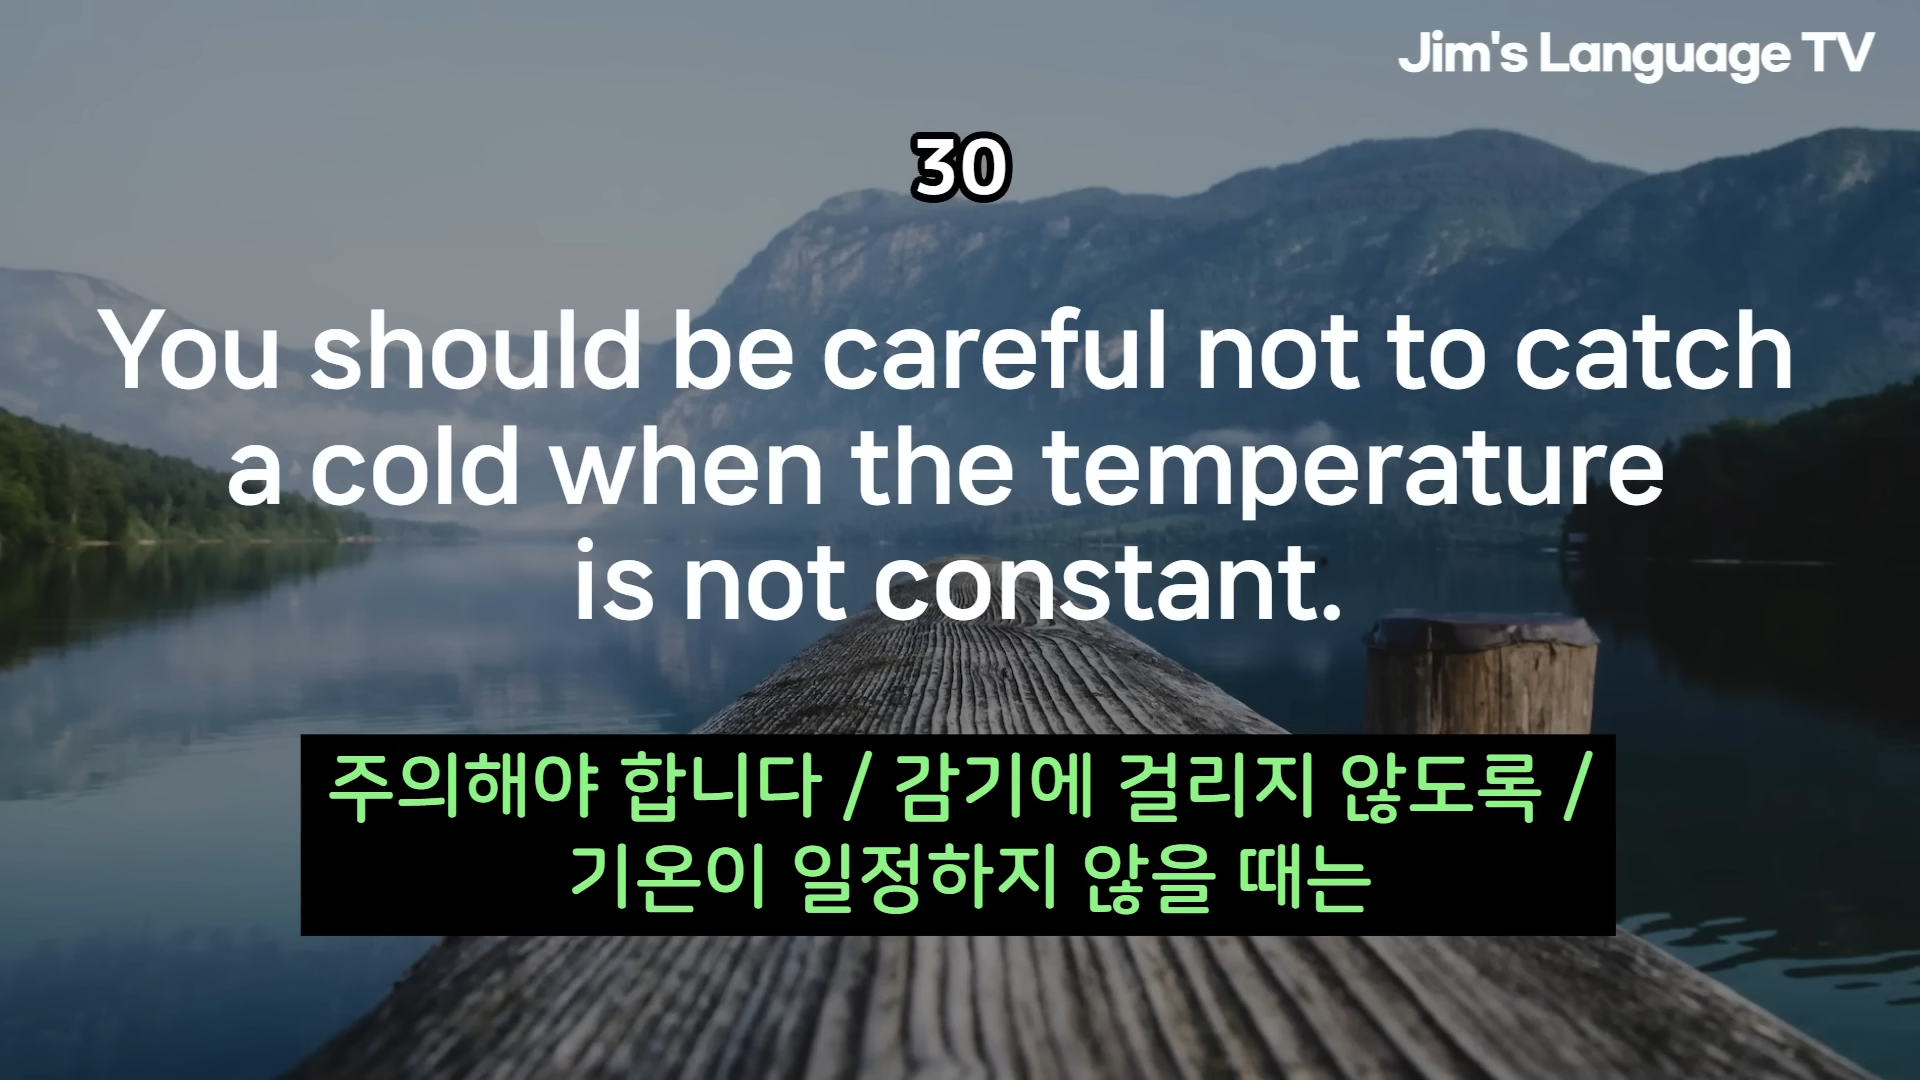 Jim's Language TV
30
You should be careful not to catch
a cold when the temperature
is not constant.
주의해야 합니다 / 감기에 걸리지 않도록 /
기온이 일정하지 않을 때는